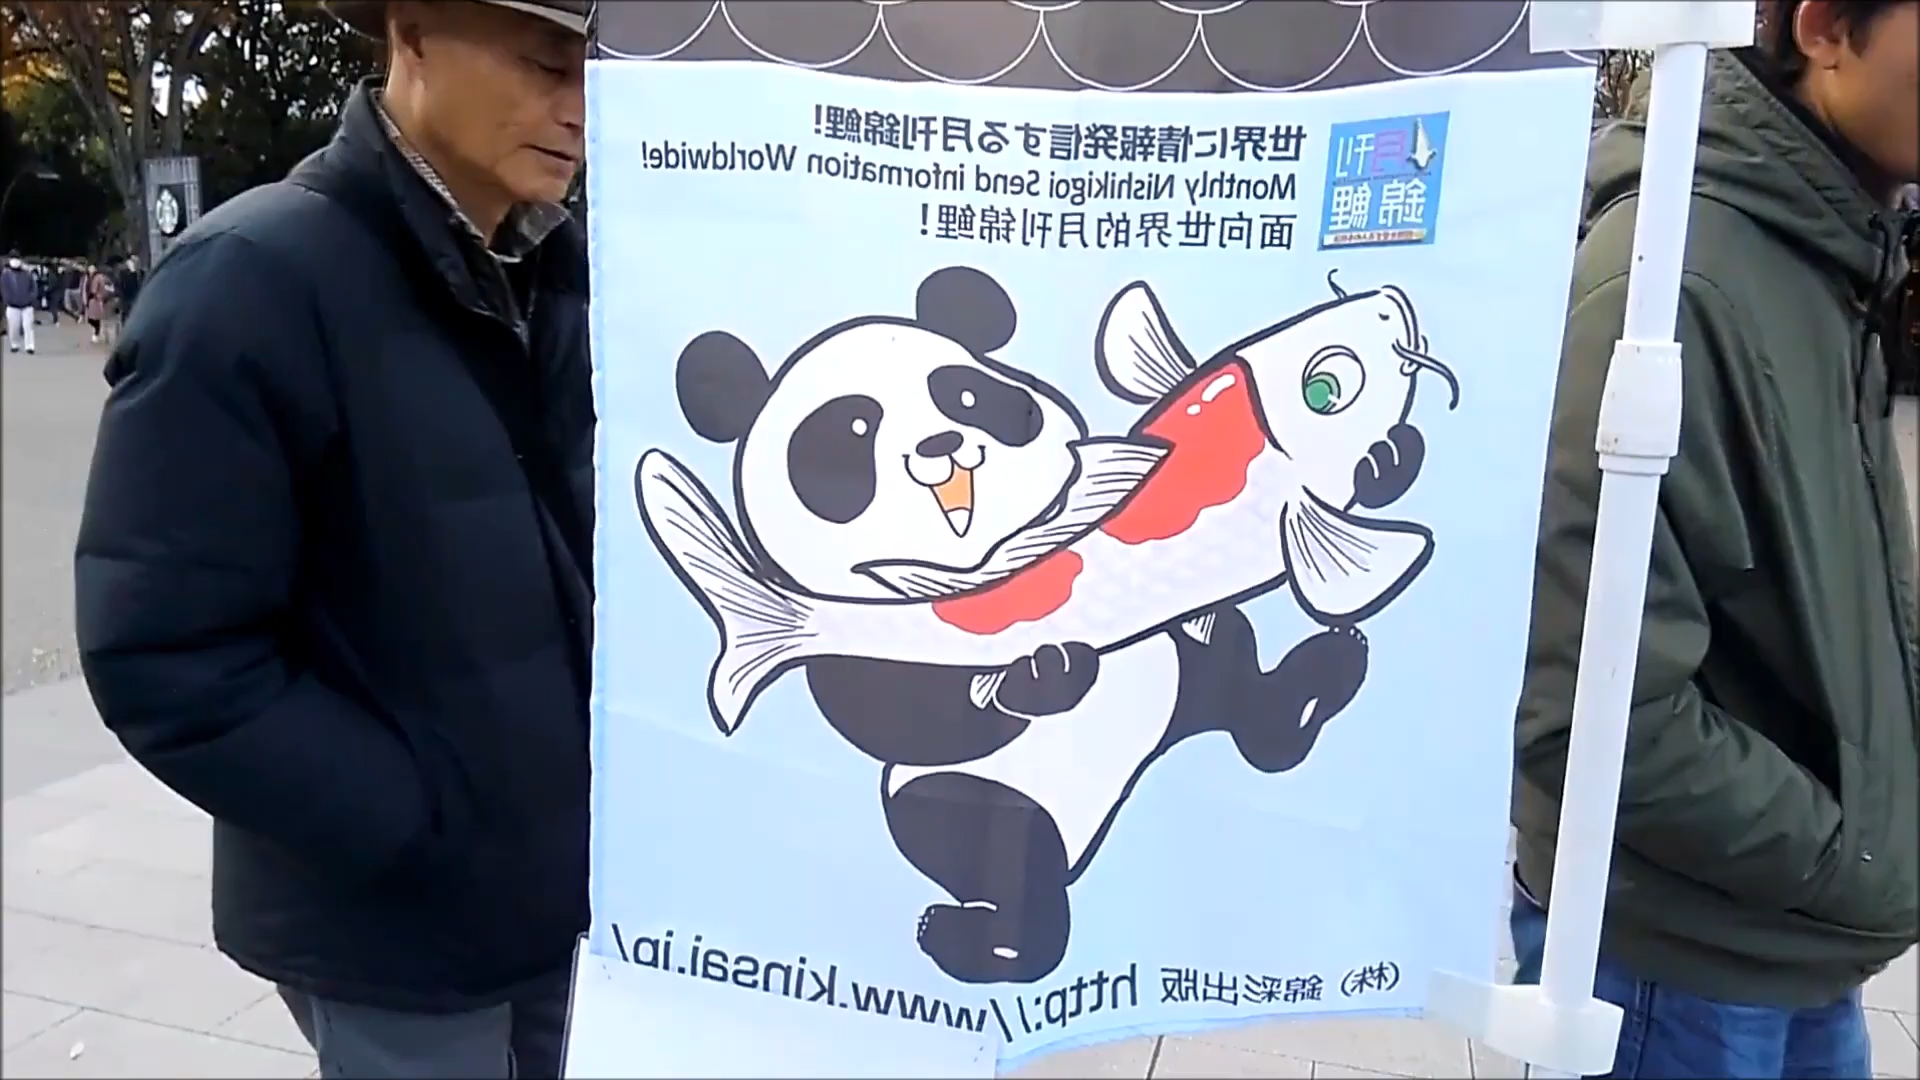 月刊
錦鯉
世界に情報発信する月刊錦鯉!
Monthly Nishikigoi Send information Worldwide!
面向世界的月刊锦鲤!
(株) 錦彩出版 http://www.kinsai.jp/